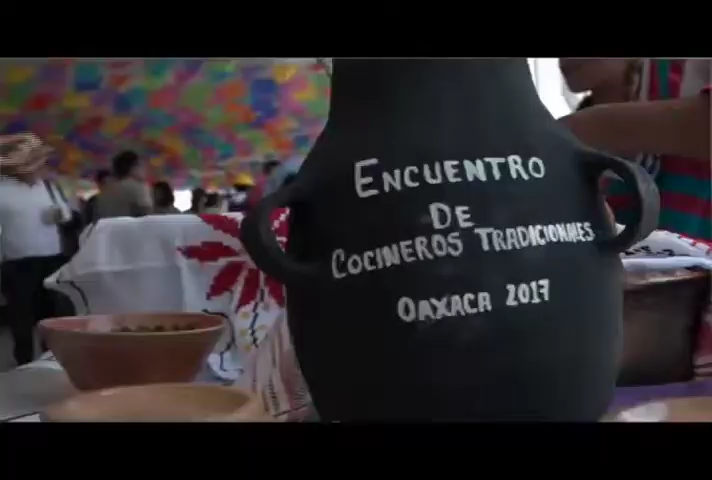 ENCUENTRO
DE
COCINEROS TRADICIONALES
OAXACA 2017